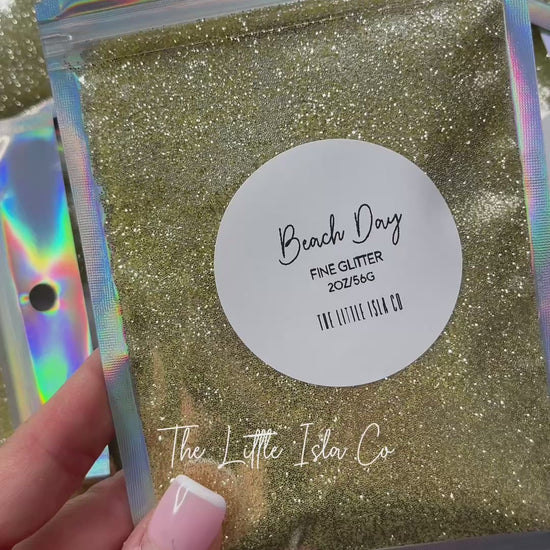 Beach Day
FINE GLITTER
2OZ/56G
THE LITTLE ISLA CO
The Little Isla Co